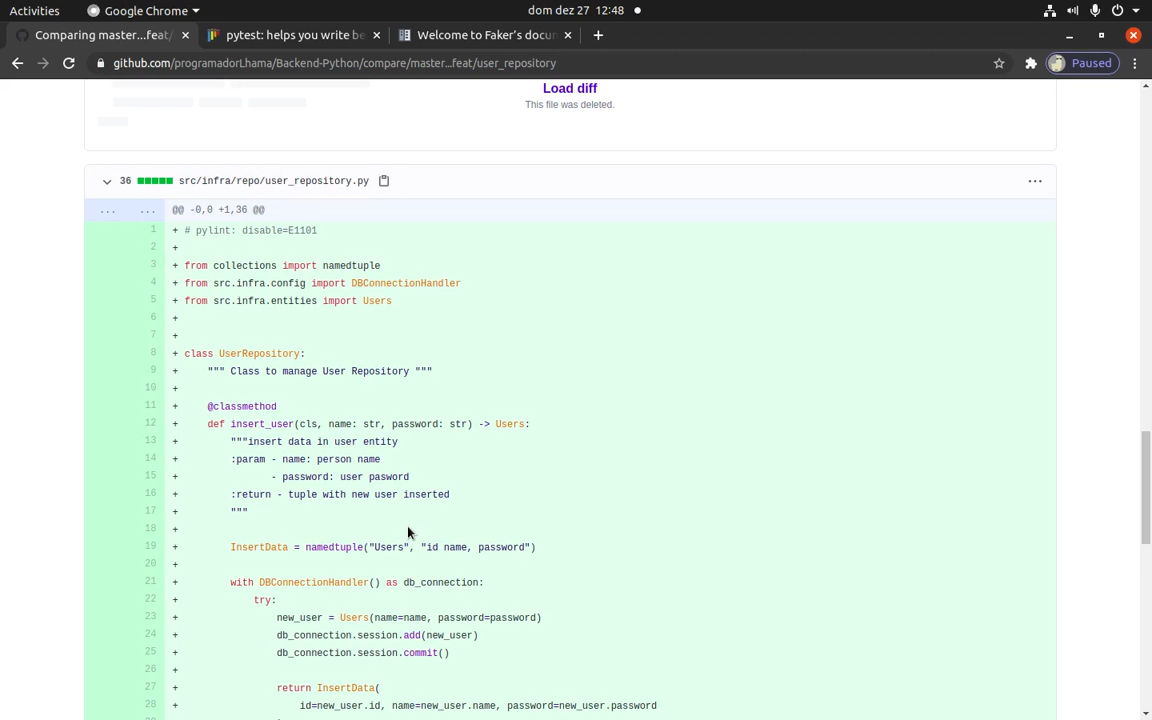 Activities
Google Chrome
dom dez 27 12:48
Comparing master...feat/
pytest: helps you write be
Welcome to Faker's docun
github.com/programadorLhama/Backend-Python/compare/master...feat/user_repository
Paused
Load diff
This file was deleted.
36 src/infra/repo/user_repository.py
... ... @@ -0,0 +1,36 @@
1 + # pylint: disable=E1101
2 +
3 + from collections import namedtuple
4 + from src.infra.config import DBConnectionHandler
5 + from src.infra.entities import Users
6 +
7 +
8 + class UserRepository:
9 + """ Class to manage User Repository """
10 +
11 + @classmethod
12 + def insert_user(cls, name: str, password: str) -> Users:
13 + """insert data in user entity
14 + :param - name: person name
15 + - password: user pasword
16 + :return - tuple with new user inserted
17 + """
18 +
19 + InsertData = namedtuple("Users", "id name, password")
20 +
21 + with DBConnectionHandler() as db_connection:
22 + try:
23 + new_user = Users(name=name, password=password)
24 + db_connection.session.add(new_user)
25 + db_connection.session.commit()
26 +
27 + return InsertData(
28 + id=new_user.id, name=new_user.name, password=new_user.password